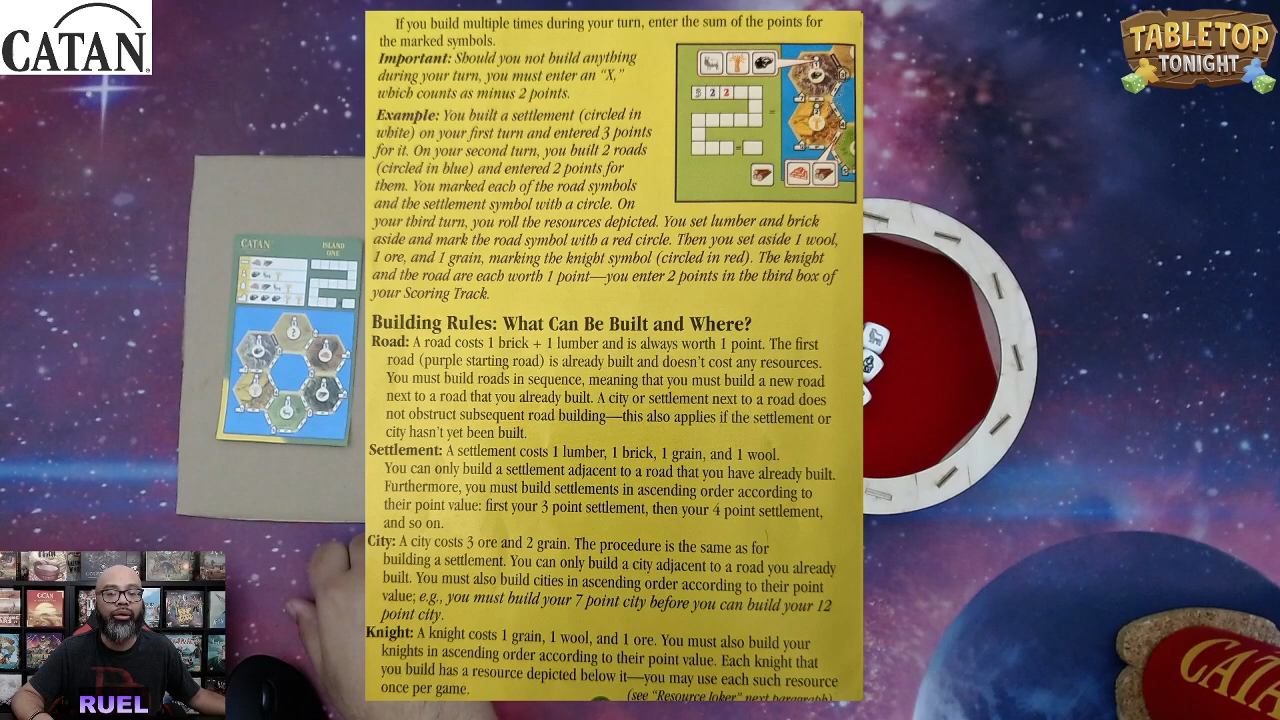 CATAN
TABLETOP
TONIGHT
If you build multiple times during your turn, enter the sum of the points for
the marked symbols.
Important: Should you not build anything
during your turn, you must enter an "X,"
which counts as minus 2 points.
Example: You built a settlement (circled in
white) on your first turn and entered 3 points
for it. On your second turn, you built 2 roads
(circled in blue) and entered 2 points for
them. You marked each of the road symbols
and the settlement symbol with a circle. On
your third turn, you roll the resources depicted. You set lumber and brick
aside and mark the road symbol with a red circle. Then you set aside 1 wool,
1 ore, and 1 grain, marking the knight symbol (circled in red). The knight
and the road are each worth 1 point—you enter 2 points in the third box of
your Scoring Track.
3 2 2
=
Building Rules: What Can Be Built and Where?
Road: A road costs 1 brick + 1 lumber and is always worth 1 point. The first
road (purple starting road) is already built and doesn't cost any resources.
You must build roads in sequence, meaning that you must build a new road
next to a road that you already built. A city or settlement next to a road does
not obstruct subsequent road building—this also applies if the settlement or
city hasn't yet been built.
Settlement: A settlement costs 1 lumber, 1 brick, 1 grain, and 1 wool.
You can only build a settlement adjacent to a road that you have already built.
Furthermore, you must build settlements in ascending order according to
their point value: first your 3 point settlement, then your 4 point settlement,
and so on.
City: A city costs 3 ore and 2 grain. The procedure is the same as for
building a settlement. You can only build a city adjacent to a road you already
built. You must also build cities in ascending order according to their point
value; e.g., you must build your 7 point city before you can build your 12
point city.
Knight: A knight costs 1 grain, 1 wool, and 1 ore. You must also build your
knights in ascending order according to their point value. Each knight that
you build has a resource depicted below it—you may use each such resource
once per game.
(see "Resource Joker" next paragraph)
CATAN
ISLAND
ONE
RUEL
CATA